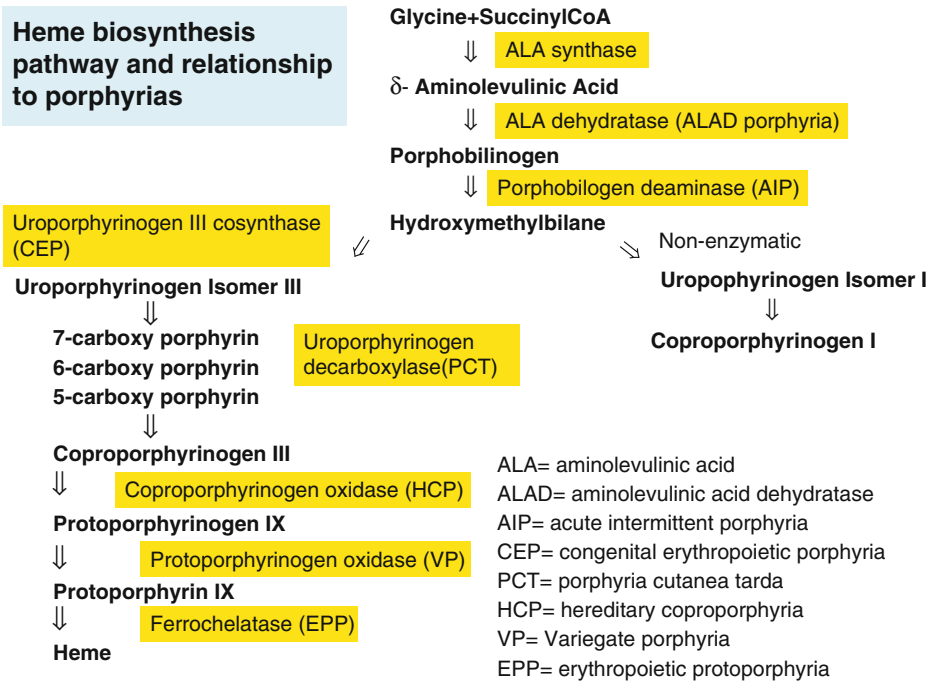 Heme biosynthesis
pathway and relationship
to porphyrias
Glycine+SuccinylCoA
⇓ ALA synthase
δ- Aminolevulinic Acid
⇓ ALA dehydratase (ALAD porphyria)
Porphobilinogen
⇓ Porphobilogen deaminase (AIP)
Hydroxymethylbilane
Uroporphyrinogen III cosynthase
(CEP)
Non-enzymatic
Uroporphyrinogen Isomer III
Uropophyrinogen Isomer I
⇓
⇓
7-carboxy porphyrin
6-carboxy porphyrin
5-carboxy porphyrin
Uroporphyrinogen
decarboxylase(PCT)
Coproporphyrinogen I
⇓
Coproporphyrinogen III
⇓ Coproporphyrinogen oxidase (HCP)
Protoporphyrinogen IX
⇓ Protoporphyrinogen oxidase (VP)
Protoporphyrin IX
⇓ Ferrochelatase (EPP)
Heme
ALA= aminolevulinic acid
ALAD= aminolevulinic acid dehydratase
AIP= acute intermittent porphyria
CEP= congenital erythropoietic porphyria
PCT= porphyria cutanea tarda
HCP= hereditary coproporphyria
VP= Variegate porphyria
EPP= erythropoietic protoporphyria